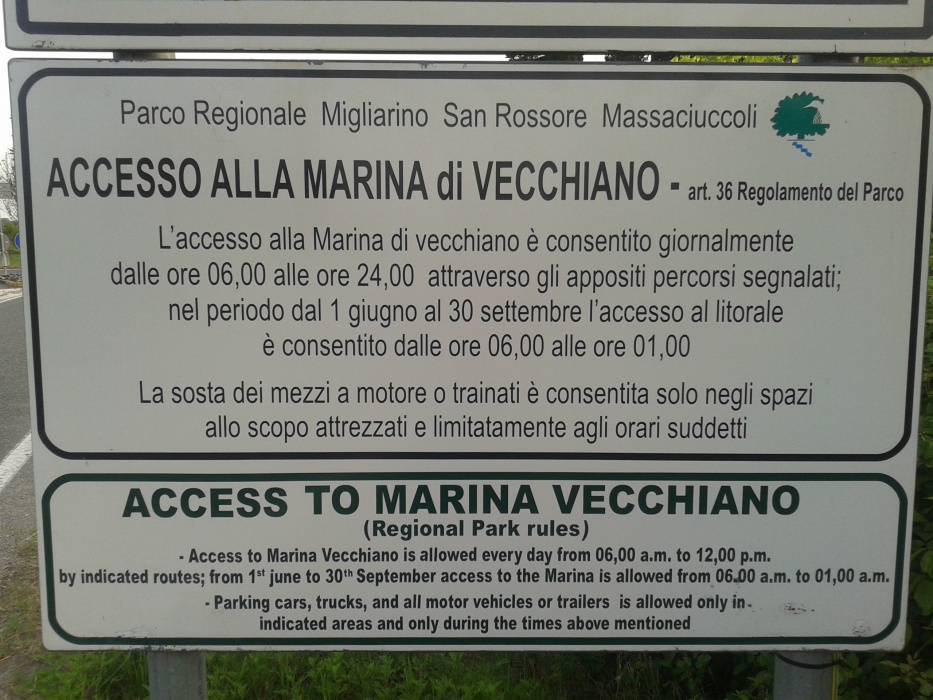 Parco Regionale Migliarino San Rossore Massaciuccoli
ACCESSO ALLA MARINA di VECCHIANO - art. 36 Regolamento del Parco
L'accesso alla Marina di vecchiano è consentito giornalmente
dalle ore 06,00 alle ore 24,00 attraverso gli appositi percorsi segnalati;
nel periodo dal 1 giugno al 30 settembre l'accesso al litorale
è consentito dalle ore 06,00 alle ore 01,00
La sosta dei mezzi a motore o trainati è consentita solo negli spazi
allo scopo attrezzati e limitatamente agli orari suddetti
ACCESS TO MARINA VECCHIANO
(Regional Park rules)
- Access to Marina Vecchiano is allowed every day from 06,00 a.m. to 12,00 p.m.
by indicated routes; from 1st june to 30th September access to the Marina is allowed from 06.00 a.m. to 01,00 a.m.
- Parking cars, trucks, and all motor vehicles or trailers is allowed only in
indicated areas and only during the times above mentioned